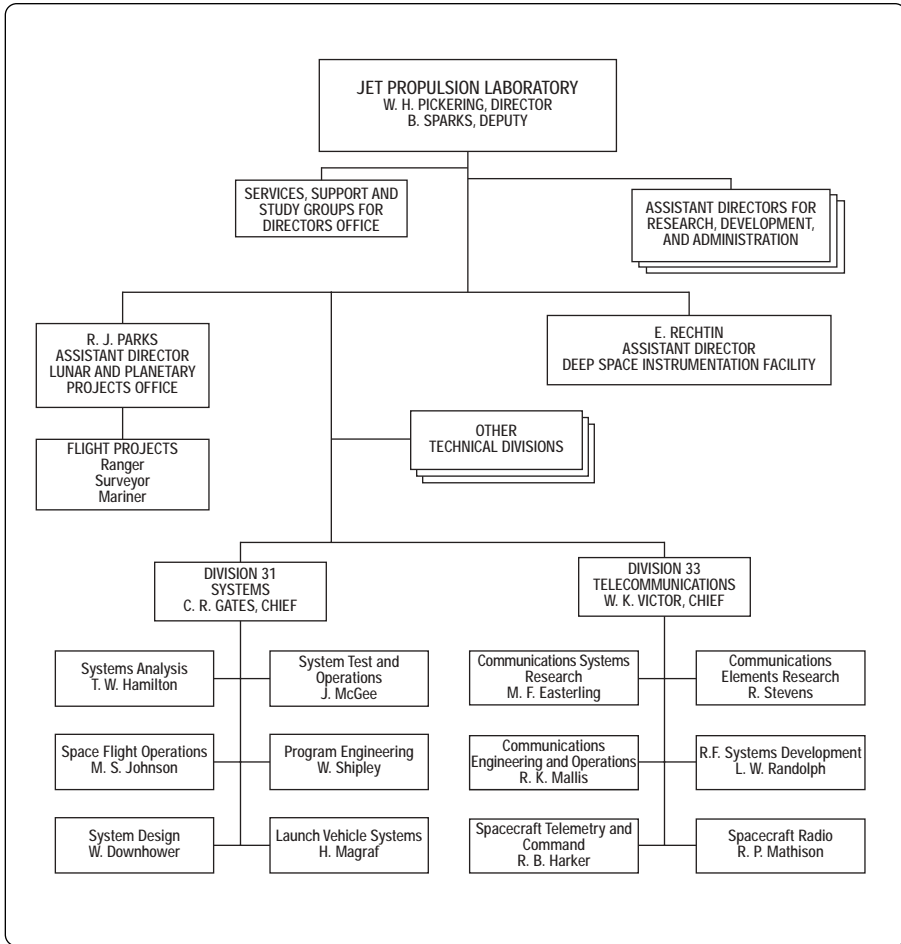 JET PROPULSION LABORATORY
W. H. PICKERING, DIRECTOR
B. SPARKS, DEPUTY
SERVICES, SUPPORT AND
STUDY GROUPS FOR
DIRECTORS OFFICE
ASSISTANT DIRECTORS FOR
RESEARCH, DEVELOPMENT,
AND ADMINISTRATION
R. J. PARKS
ASSISTANT DIRECTOR
LUNAR AND PLANETARY
PROJECTS OFFICE
E. RECHTIN
ASSISTANT DIRECTOR
DEEP SPACE INSTRUMENTATION FACILITY
FLIGHT PROJECTS
Ranger
Surveyor
Mariner
OTHER
TECHNICAL DIVISIONS
DIVISION 31
SYSTEMS
C. R. GATES, CHIEF
DIVISION 33
TELECOMMUNICATIONS
W. K. VICTOR, CHIEF
Systems Analysis
T. W. Hamilton
System Test and
Operations
J. McGee
Communications Systems
Research
M. F. Easterling
Communications
Elements Research
R. Stevens
Space Flight Operations
M. S. Johnson
Program Engineering
W. Shipley
Communications
Engineering and Operations
R. K. Mallis
R.F. Systems Development
L. W. Randolph
System Design
W. Downhower
Launch Vehicle Systems
H. Magraf
Spacecraft Telemetry and
Command
R. B. Harker
Spacecraft Radio
R. P. Mathison